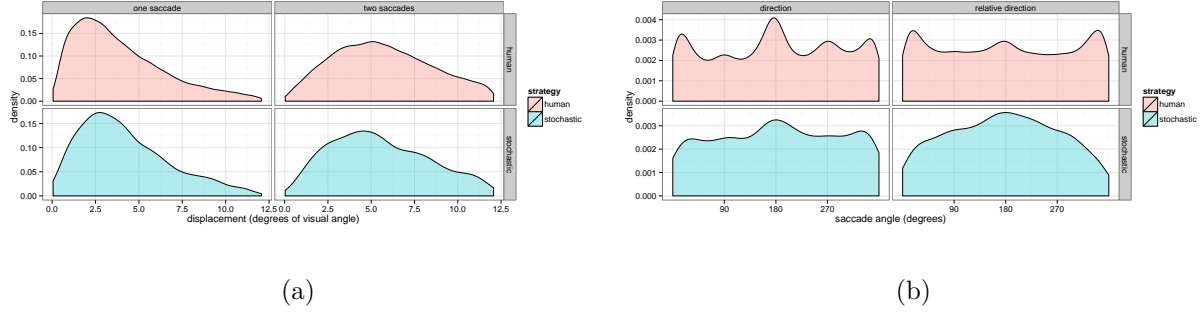 one saccade two saccades
0.15
0.10
0.05
0.00
human
density
0.15
0.10
0.05
0.00
stochastic
0.0 2.5 5.0 7.5 10.0 12.5 0.0 2.5 5.0 7.5 10.0 12.5
displacement (degrees of visual angle)
strategy
human
stochastic
(a)
direction relative direction
0.004
0.003
0.002
0.001
0.000
human
density
0.003
0.002
0.001
0.000
stochastic
90 180 270 90 180 270
saccade angle (degrees)
strategy
human
stochastic
(b)